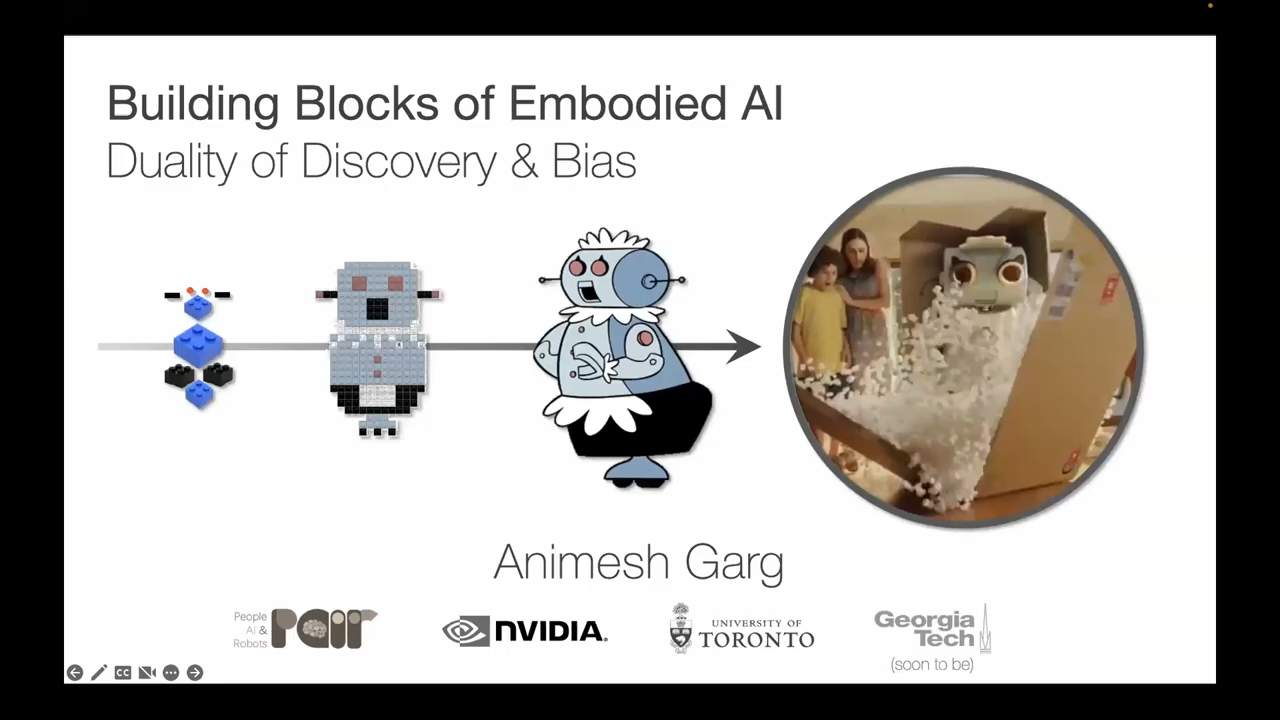 Building Blocks of Embodied AI
Duality of Discovery & Bias
Animesh Garg
People
AI &
Robots
PAIR
NVIDIA.
UNIVERSITY OF
TORONTO
Georgia
Tech
(soon to be)
CC